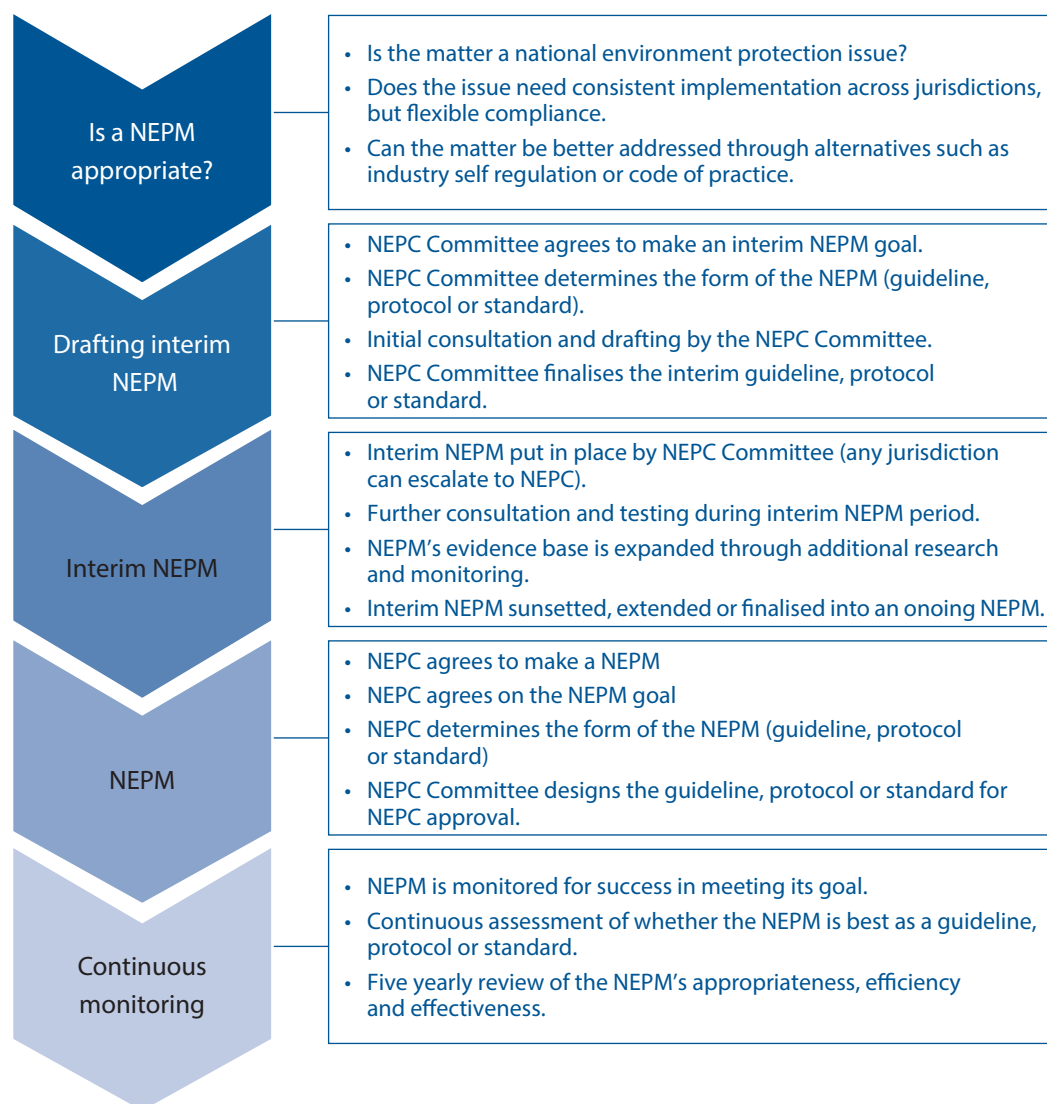 Is a NEPM
appropriate?
• Is the matter a national environment protection issue?
• Does the issue need consistent implementation across jurisdictions,
but flexible compliance.
• Can the matter be better addressed through alternatives such as
industry self regulation or code of practice.
Drafting interim
NEPM
• NEPC Committee agrees to make an interim NEPM goal.
• NEPC Committee determines the form of the NEPM (guideline,
protocol or standard).
• Initial consultation and drafting by the NEPC Committee.
• NEPC Committee finalises the interim guideline, protocol
or standard.
Interim NEPM
• Interim NEPM put in place by NEPC Committee (any jurisdiction
can escalate to NEPC).
• Further consultation and testing during interim NEPM period.
• NEPM's evidence base is expanded through additional research
and monitoring.
• Interim NEPM sunsetted, extended or finalised into an onoing NEPM.
NEPM
• NEPC agrees to make a NEPM
• NEPC agrees on the NEPM goal
• NEPC determines the form of the NEPM (guideline, protocol
or standard)
• NEPC Committee designs the guideline, protocol or standard for
NEPC approval.
Continuous
monitoring
• NEPM is monitored for success in meeting its goal.
• Continuous assessment of whether the NEPM is best as a guideline,
protocol or standard.
• Five yearly review of the NEPM's appropriateness, efficiency
and effectiveness.